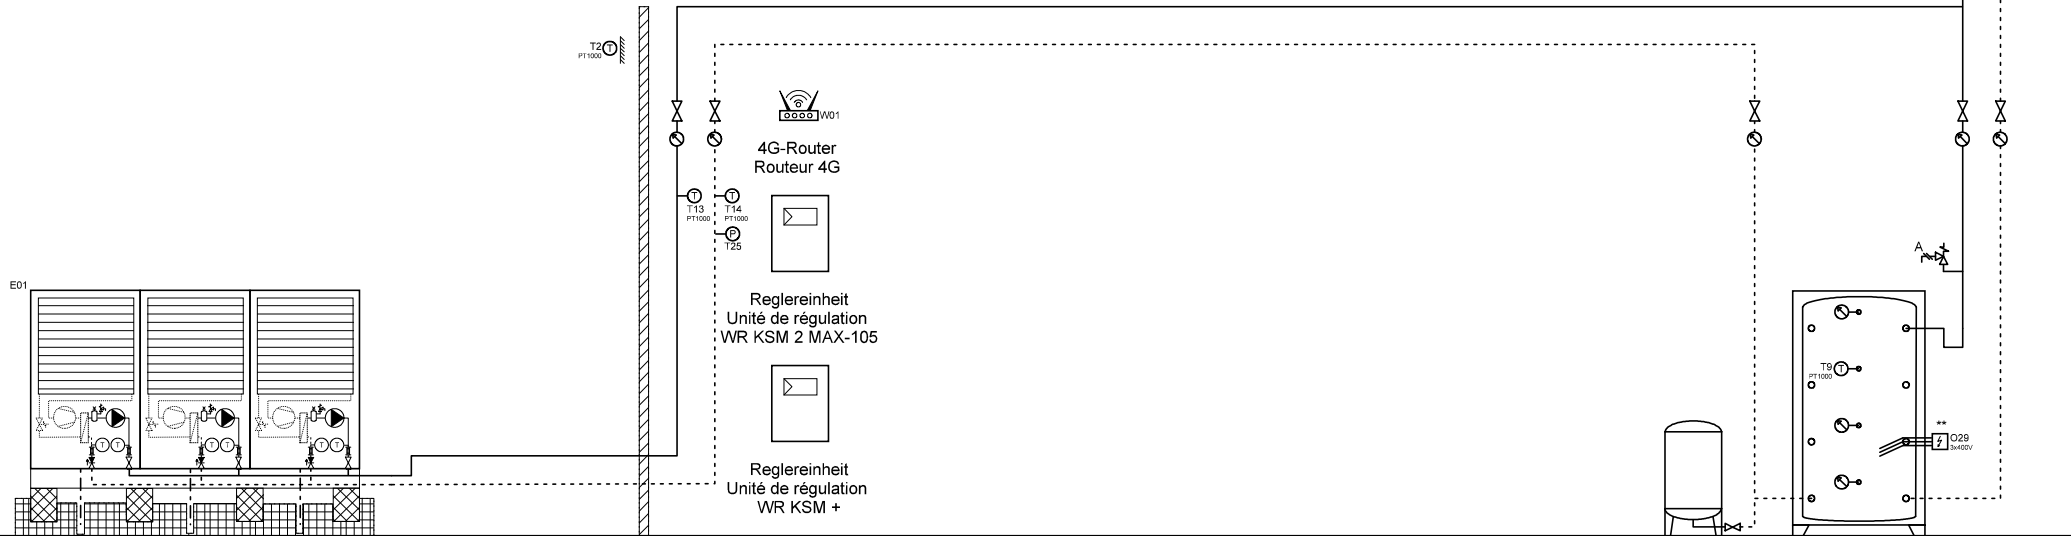 T2
T
PT1000
W01
4G-Router
Routeur 4G
T
T13
PT1000
T
T14
PT1000
P
T25
A
E01
Reglereinheit
Unité de régulation
WR KSM 2 MAX-105
T9
T
PT1000
**
O29
3x400V
T T
T T
T T
Reglereinheit
Unité de régulation
WR KSM +